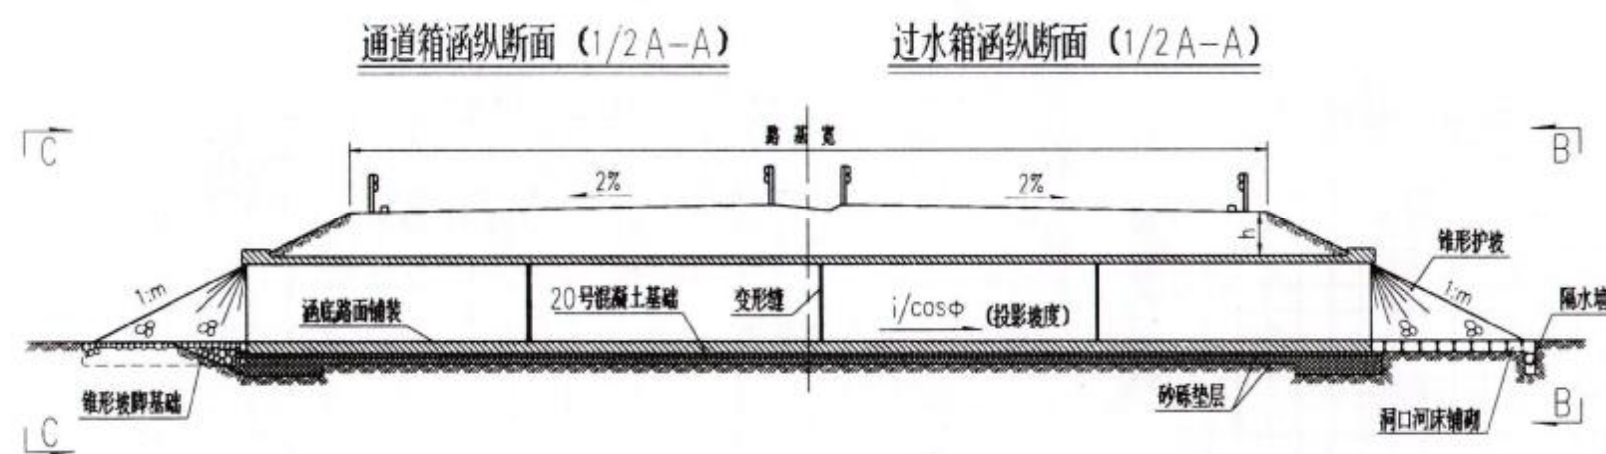 通道箱涵纵断面 (1/2 A-A)
过水箱涵纵断面 (1/2 A-A)
C
路基宽
B
2%
2%
h
锥形护坡
1:m
1:m
隔水墙
20号混凝土基础
变形缝
涵底路面铺装
i/cosφ (投影坡度)
锥形坡脚基础
砂砾垫层
洞口河床铺砌
C
B